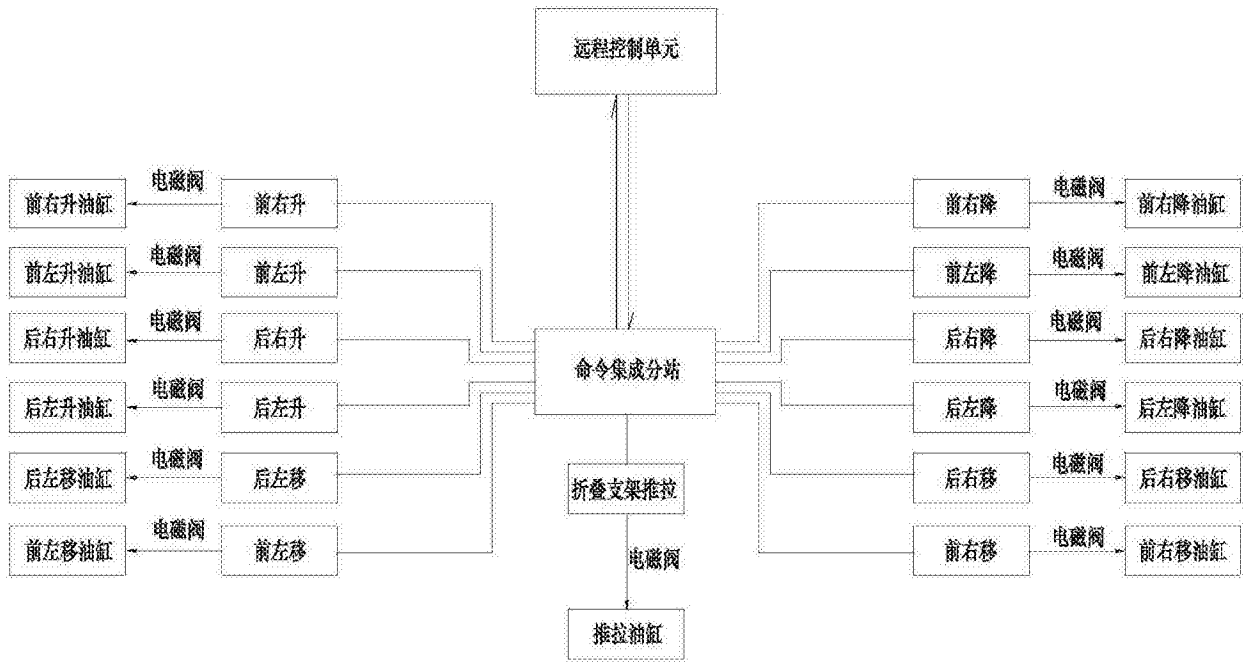 远程控制单元
前右升油缸 电磁阀 前右升
前右降 电磁阀 前右降油缸
前左升油缸 电磁阀 前左升
前左降 电磁阀 前左降油缸
后右升油缸 电磁阀 后右升
后右降 电磁阀 后右降油缸
命令集成分站
后左升油缸 电磁阀 后左升
后左降 电磁阀 后左降油缸
后左移油缸 电磁阀 后左移
折叠支架推拉
后右移 电磁阀 后右移油缸
前左移油缸 电磁阀 前左移
电磁阀
前右移 电磁阀 前右移油缸
推拉油缸